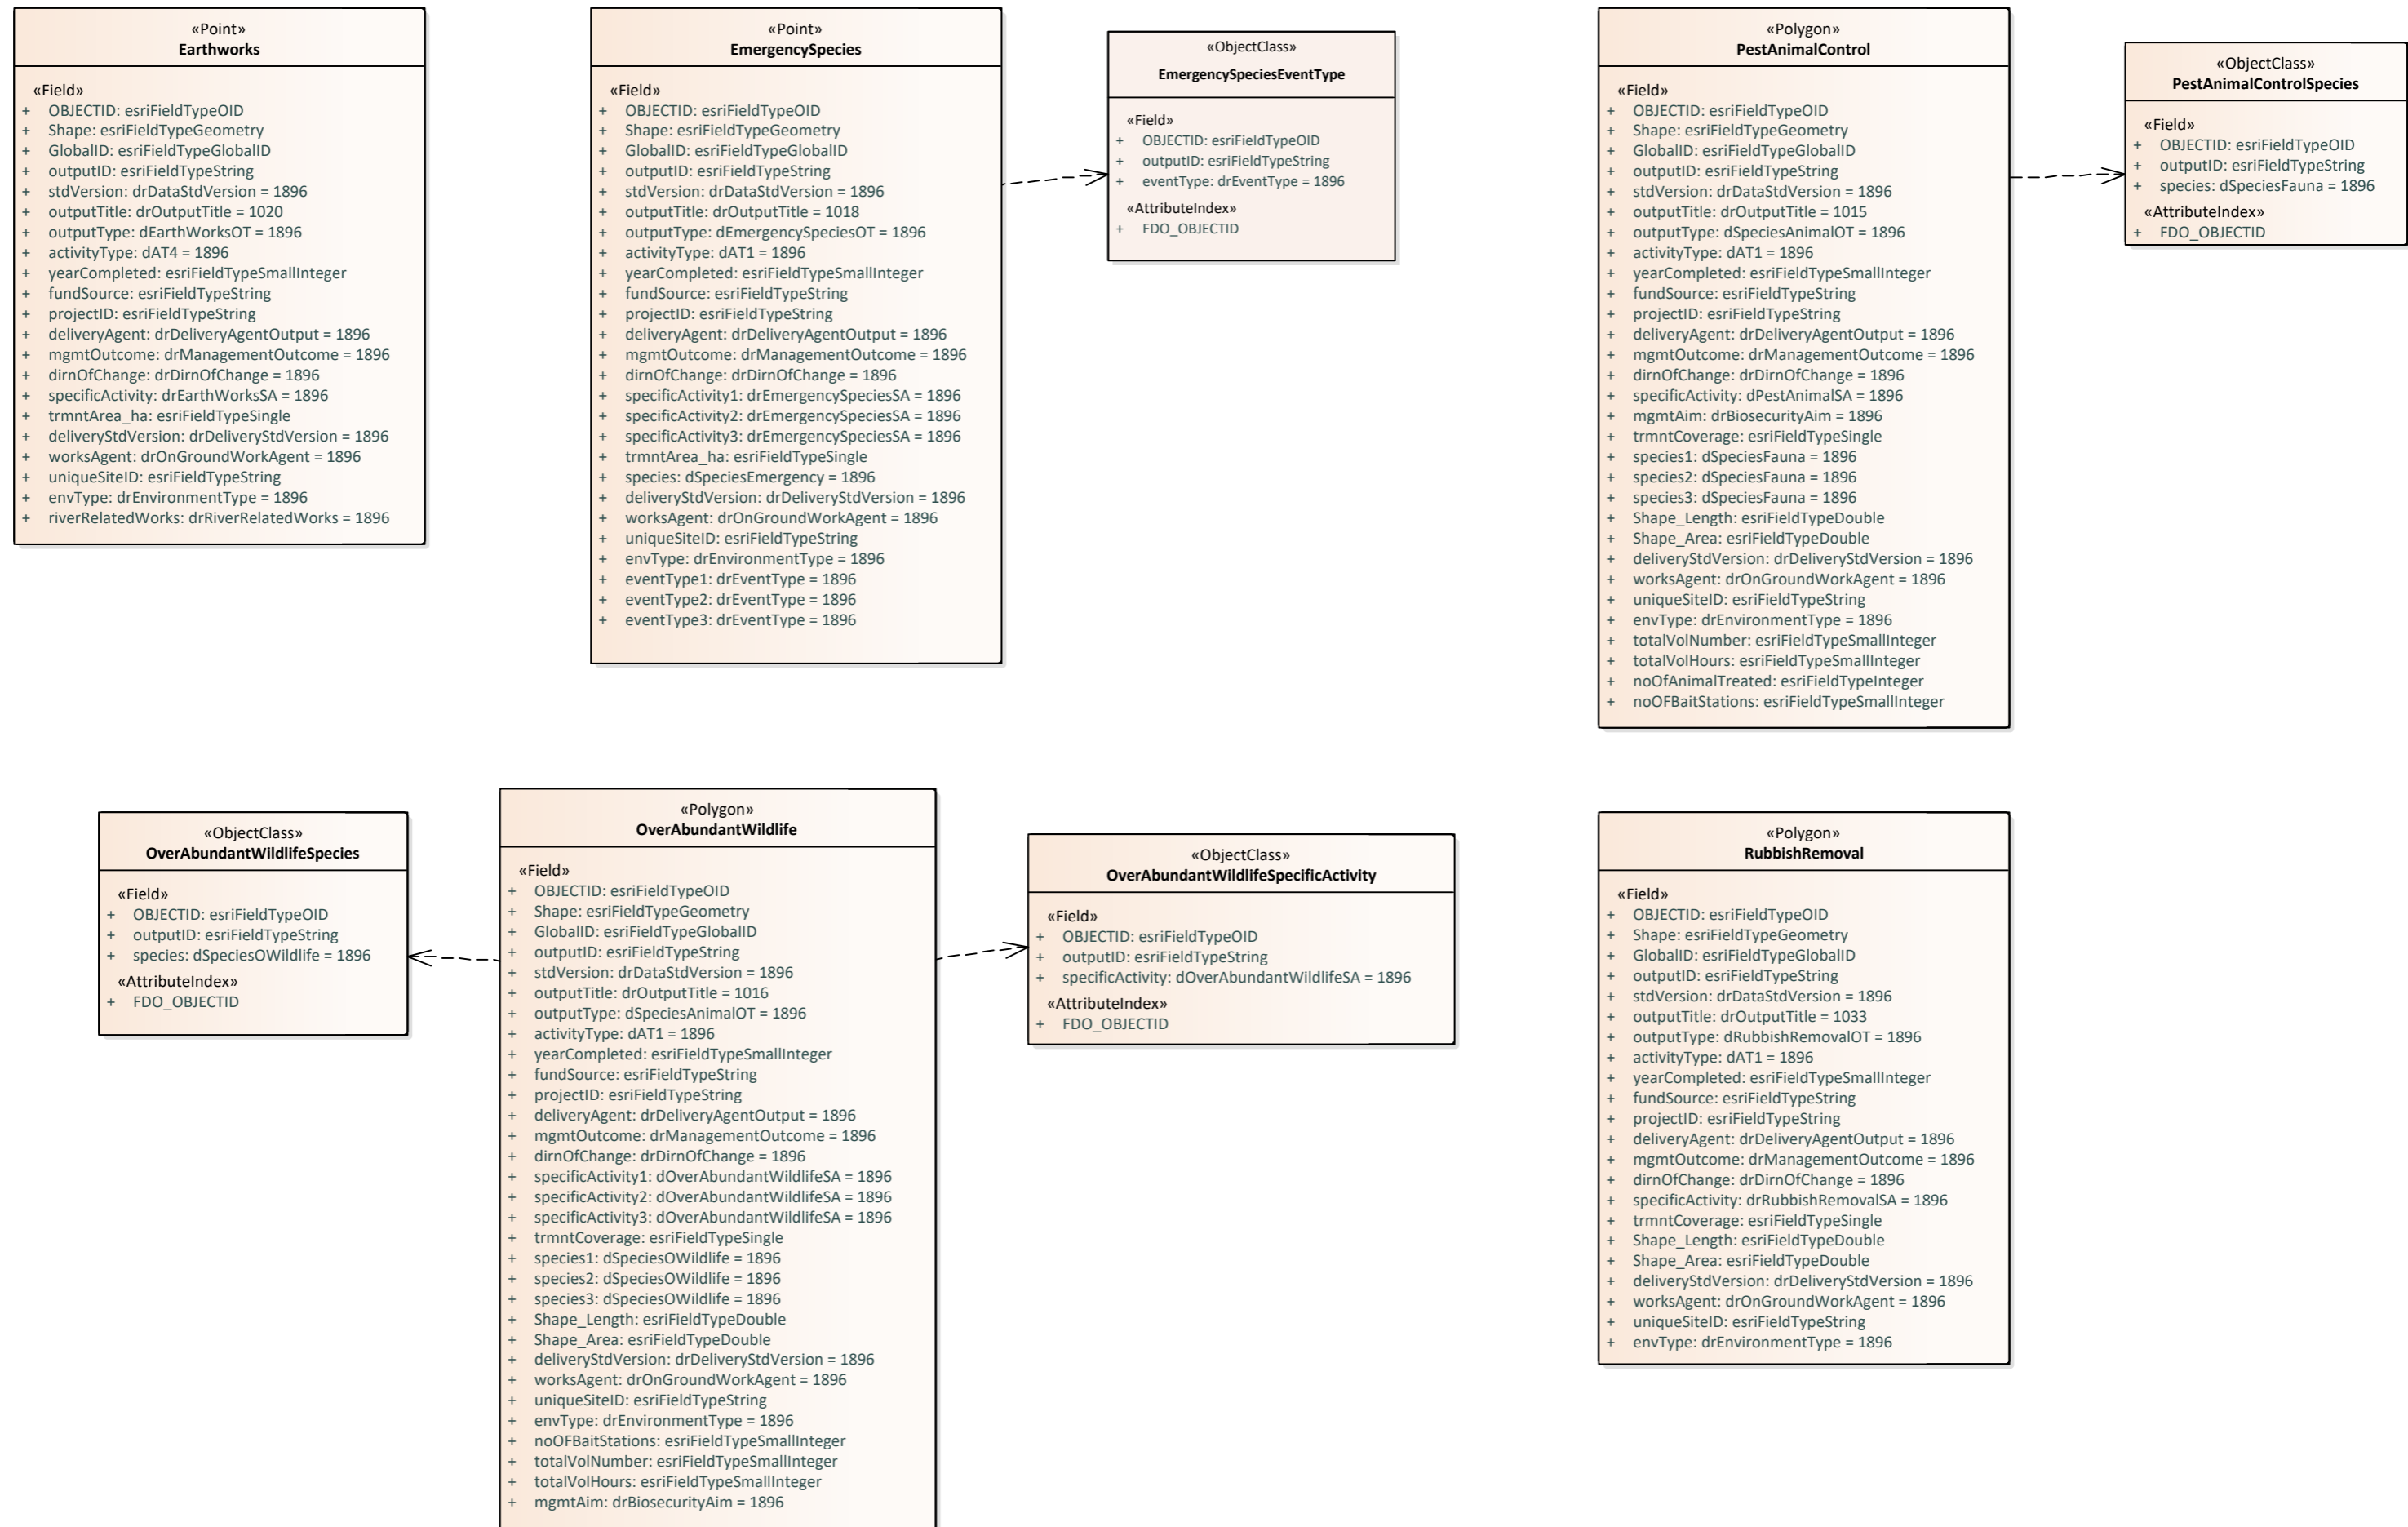 «Point»
Earthworks
«Field»
+ OBJECTID: esriFieldTypeOID
+ Shape: esriFieldTypeGeometry
+ GlobalID: esriFieldTypeGlobalID
+ outputID: esriFieldTypeString
+ stdVersion: drDataStdVersion = 1896
+ outputTitle: drOutputTitle = 1020
+ outputType: dEarthWorksOT = 1896
+ activityType: dAT4 = 1896
+ yearCompleted: esriFieldTypeSmallInteger
+ fundSource: esriFieldTypeString
+ projectID: esriFieldTypeString
+ deliveryAgent: drDeliveryAgentOutput = 1896
+ mgmtOutcome: drManagementOutcome = 1896
+ dirnOfChange: drDirnOfChange = 1896
+ specificActivity: drEarthWorksSA = 1896
+ trmntArea_ha: esriFieldTypeSingle
+ deliveryStdVersion: drDeliveryStdVersion = 1896
+ worksAgent: drOnGroundWorkAgent = 1896
+ uniqueSiteID: esriFieldTypeString
+ envType: drEnvironmentType = 1896
+ riverRelatedWorks: drRiverRelatedWorks = 1896
«Point»
EmergencySpecies
«Field»
+ OBJECTID: esriFieldTypeOID
+ Shape: esriFieldTypeGeometry
+ GlobalID: esriFieldTypeGlobalID
+ outputID: esriFieldTypeString
+ stdVersion: drDataStdVersion = 1896
+ outputTitle: drOutputTitle = 1018
+ outputType: dEmergencySpeciesOT = 1896
+ activityType: dAT1 = 1896
+ yearCompleted: esriFieldTypeSmallInteger
+ fundSource: esriFieldTypeString
+ projectID: esriFieldTypeString
+ deliveryAgent: drDeliveryAgentOutput = 1896
+ mgmtOutcome: drManagementOutcome = 1896
+ dirnOfChange: drDirnOfChange = 1896
+ specificActivity1: drEmergencySpeciesSA = 1896
+ specificActivity2: drEmergencySpeciesSA = 1896
+ specificActivity3: drEmergencySpeciesSA = 1896
+ trmntArea_ha: esriFieldTypeSingle
+ species: dSpeciesEmergency = 1896
+ deliveryStdVersion: drDeliveryStdVersion = 1896
+ worksAgent: drOnGroundWorkAgent = 1896
+ uniqueSiteID: esriFieldTypeString
+ envType: drEnvironmentType = 1896
+ eventType1: drEventType = 1896
+ eventType2: drEventType = 1896
+ eventType3: drEventType = 1896
«ObjectClass»
EmergencySpeciesEventType
«Field»
+ OBJECTID: esriFieldTypeOID
+ outputID: esriFieldTypeString
+ eventType: drEventType = 1896
«AttributeIndex»
+ FDO_OBJECTID
«Polygon»
PestAnimalControl
«Field»
+ OBJECTID: esriFieldTypeOID
+ Shape: esriFieldTypeGeometry
+ GlobalID: esriFieldTypeGlobalID
+ outputID: esriFieldTypeString
+ stdVersion: drDataStdVersion = 1896
+ outputTitle: drOutputTitle = 1015
+ outputType: dSpeciesAnimalOT = 1896
+ activityType: dAT1 = 1896
+ yearCompleted: esriFieldTypeSmallInteger
+ fundSource: esriFieldTypeString
+ projectID: esriFieldTypeString
+ deliveryAgent: drDeliveryAgentOutput = 1896
+ mgmtOutcome: drManagementOutcome = 1896
+ dirnOfChange: drDirnOfChange = 1896
+ specificActivity: dPestAnimalSA = 1896
+ mgmtAim: drBiosecurityAim = 1896
+ trmntCoverage: esriFieldTypeSingle
+ species1: dSpeciesFauna = 1896
+ species2: dSpeciesFauna = 1896
+ species3: dSpeciesFauna = 1896
+ Shape_Length: esriFieldTypeDouble
+ Shape_Area: esriFieldTypeDouble
+ deliveryStdVersion: drDeliveryStdVersion = 1896
+ worksAgent: drOnGroundWorkAgent = 1896
+ uniqueSiteID: esriFieldTypeString
+ envType: drEnvironmentType = 1896
+ totalVolNumber: esriFieldTypeSmallInteger
+ totalVolHours: esriFieldTypeSmallInteger
+ noOfAnimalTreated: esriFieldTypeInteger
+ noOFBaitStations: esriFieldTypeSmallInteger
«ObjectClass»
PestAnimalControlSpecies
«Field»
+ OBJECTID: esriFieldTypeOID
+ outputID: esriFieldTypeString
+ species: dSpeciesFauna = 1896
«AttributeIndex»
+ FDO_OBJECTID
«ObjectClass»
OverAbundantWildlifeSpecies
«Field»
+ OBJECTID: esriFieldTypeOID
+ outputID: esriFieldTypeString
+ species: dSpeciesOWildlife = 1896
«AttributeIndex»
+ FDO_OBJECTID
«Polygon»
OverAbundantWildlife
«Field»
+ OBJECTID: esriFieldTypeOID
+ Shape: esriFieldTypeGeometry
+ GlobalID: esriFieldTypeGlobalID
+ outputID: esriFieldTypeString
+ stdVersion: drDataStdVersion = 1896
+ outputTitle: drOutputTitle = 1016
+ outputType: dSpeciesAnimalOT = 1896
+ activityType: dAT1 = 1896
+ yearCompleted: esriFieldTypeSmallInteger
+ fundSource: esriFieldTypeString
+ projectID: esriFieldTypeString
+ deliveryAgent: drDeliveryAgentOutput = 1896
+ mgmtOutcome: drManagementOutcome = 1896
+ dirnOfChange: drDirnOfChange = 1896
+ specificActivity1: dOverAbundantWildlifeSA = 1896
+ specificActivity2: dOverAbundantWildlifeSA = 1896
+ specificActivity3: dOverAbundantWildlifeSA = 1896
+ trmntCoverage: esriFieldTypeSingle
+ species1: dSpeciesOWildlife = 1896
+ species2: dSpeciesOWildlife = 1896
+ species3: dSpeciesOWildlife = 1896
+ Shape_Length: esriFieldTypeDouble
+ Shape_Area: esriFieldTypeDouble
+ deliveryStdVersion: drDeliveryStdVersion = 1896
+ worksAgent: drOnGroundWorkAgent = 1896
+ uniqueSiteID: esriFieldTypeString
+ envType: drEnvironmentType = 1896
+ noOFBaitStations: esriFieldTypeSmallInteger
+ totalVolNumber: esriFieldTypeSmallInteger
+ totalVolHours: esriFieldTypeSmallInteger
+ mgmtAim: drBiosecurityAim = 1896
«ObjectClass»
OverAbundantWildlifeSpecificActivity
«Field»
+ OBJECTID: esriFieldTypeOID
+ outputID: esriFieldTypeString
+ specificActivity: dOverAbundantWildlifeSA = 1896
«AttributeIndex»
+ FDO_OBJECTID
«Polygon»
RubbishRemoval
«Field»
+ OBJECTID: esriFieldTypeOID
+ Shape: esriFieldTypeGeometry
+ GlobalID: esriFieldTypeGlobalID
+ outputID: esriFieldTypeString
+ stdVersion: drDataStdVersion = 1896
+ outputTitle: drOutputTitle = 1033
+ outputType: dRubbishRemovalOT = 1896
+ activityType: dAT1 = 1896
+ yearCompleted: esriFieldTypeSmallInteger
+ fundSource: esriFieldTypeString
+ projectID: esriFieldTypeString
+ deliveryAgent: drDeliveryAgentOutput = 1896
+ mgmtOutcome: drManagementOutcome = 1896
+ dirnOfChange: drDirnOfChange = 1896
+ specificActivity: drRubbishRemovalSA = 1896
+ trmntCoverage: esriFieldTypeSingle
+ Shape_Length: esriFieldTypeDouble
+ Shape_Area: esriFieldTypeDouble
+ deliveryStdVersion: drDeliveryStdVersion = 1896
+ worksAgent: drOnGroundWorkAgent = 1896
+ uniqueSiteID: esriFieldTypeString
+ envType: drEnvironmentType = 1896